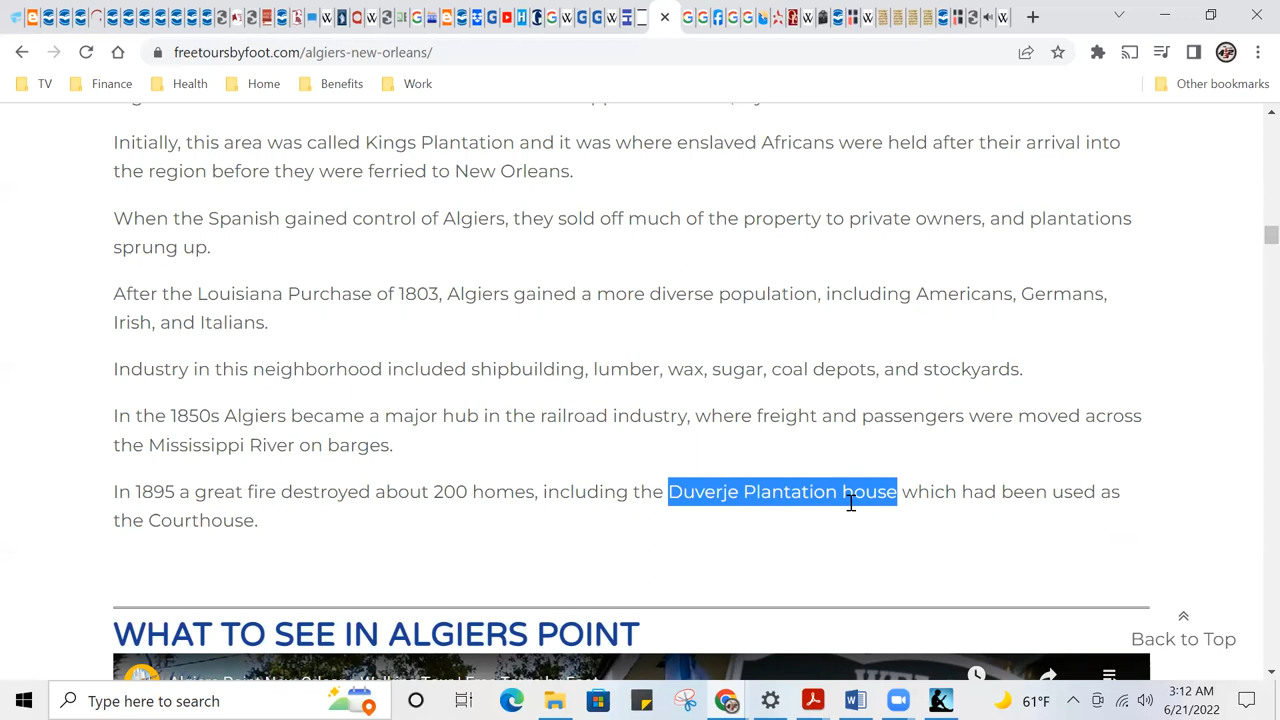 freetoursbyfoot.com/algiers-new-orleans/
TV Finance Health Home Benefits Work Other bookmarks
Initially, this area was called Kings Plantation and it was where enslaved Africans were held after their arrival into
the region before they were ferried to New Orleans.
When the Spanish gained control of Algiers, they sold off much of the property to private owners, and plantations
sprung up.
After the Louisiana Purchase of 1803, Algiers gained a more diverse population, including Americans, Germans,
Irish, and Italians.
Industry in this neighborhood included shipbuilding, lumber, wax, sugar, coal depots, and stockyards.
In the 1850s Algiers became a major hub in the railroad industry, where freight and passengers were moved across
the Mississippi River on barges.
In 1895 a great fire destroyed about 200 homes, including the Duverje Plantation house which had been used as
the Courthouse.
WHAT TO SEE IN ALGIERS POINT
Back to Top
Type here to search
61°F
3:12 AM
6/21/2022